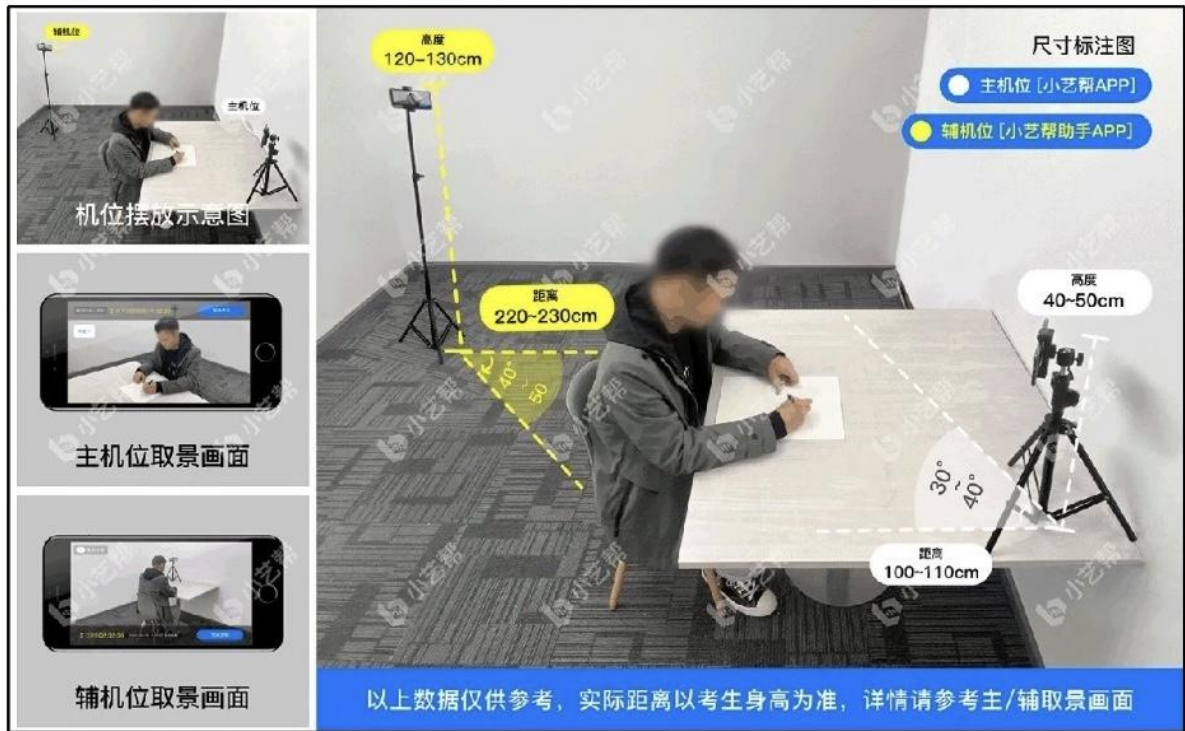 辅机位
主机位
机位摆放示意图
主机位取景画面
辅机位取景画面
高度
120-130cm
尺寸标注图
主机位 [小艺帮APP]
辅机位 [小艺帮助手APP]
距离
220~230cm
40°
~
50
高度
40~50cm
30°
~
40°
距离
100~110cm
以上数据仅供参考，实际距离以考生身高为准，详情请参考主/辅取景画面
小艺帮